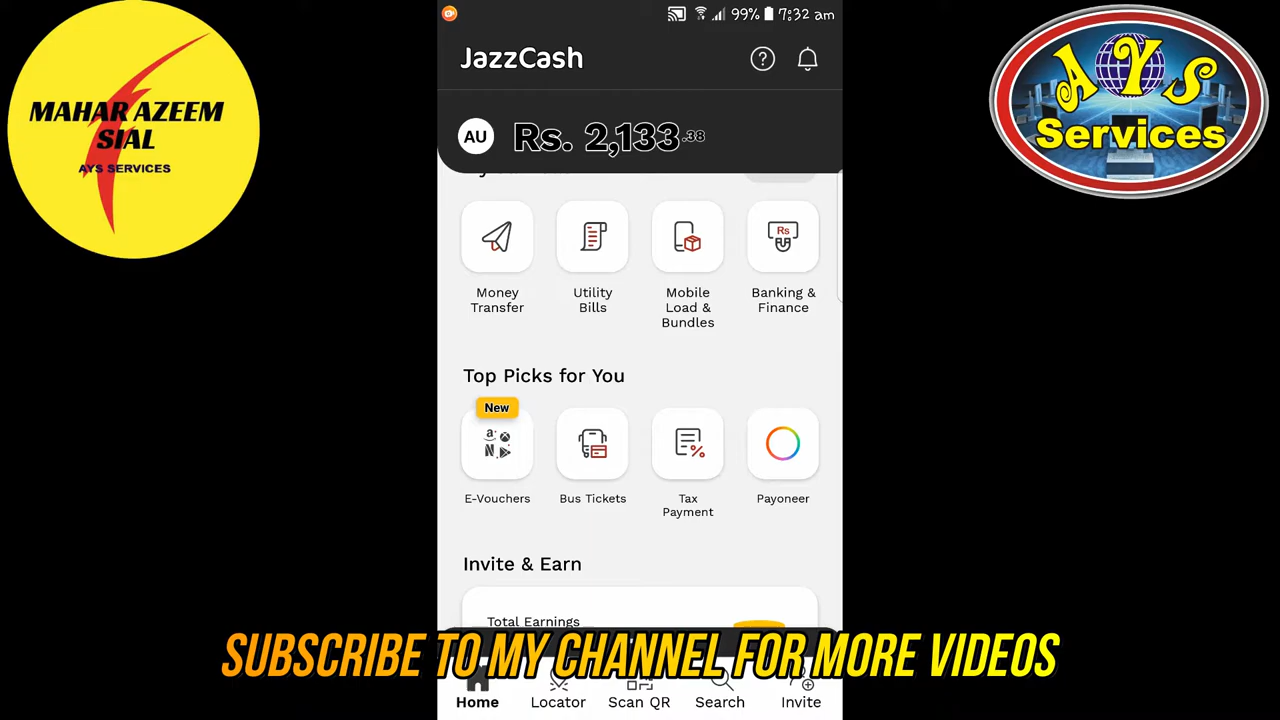 MAHAR AZEEM
SIAL
AYS SERVICES
AYS
Services
99% 7:32 am
JazzCash
?
AU Rs. 2,133.38
Rs
Money
Transfer
Utility
Bills
Mobile
Load &
Bundles
Banking &
Finance
Top Picks for You
New
E-Vouchers
Bus Tickets
Tax
Payment
Payoneer
Invite & Earn
Total Earnings
SUBSCRIBE TO MY CHANNEL FOR MORE VIDEOS
Home
Locator
Scan QR
Search
Invite